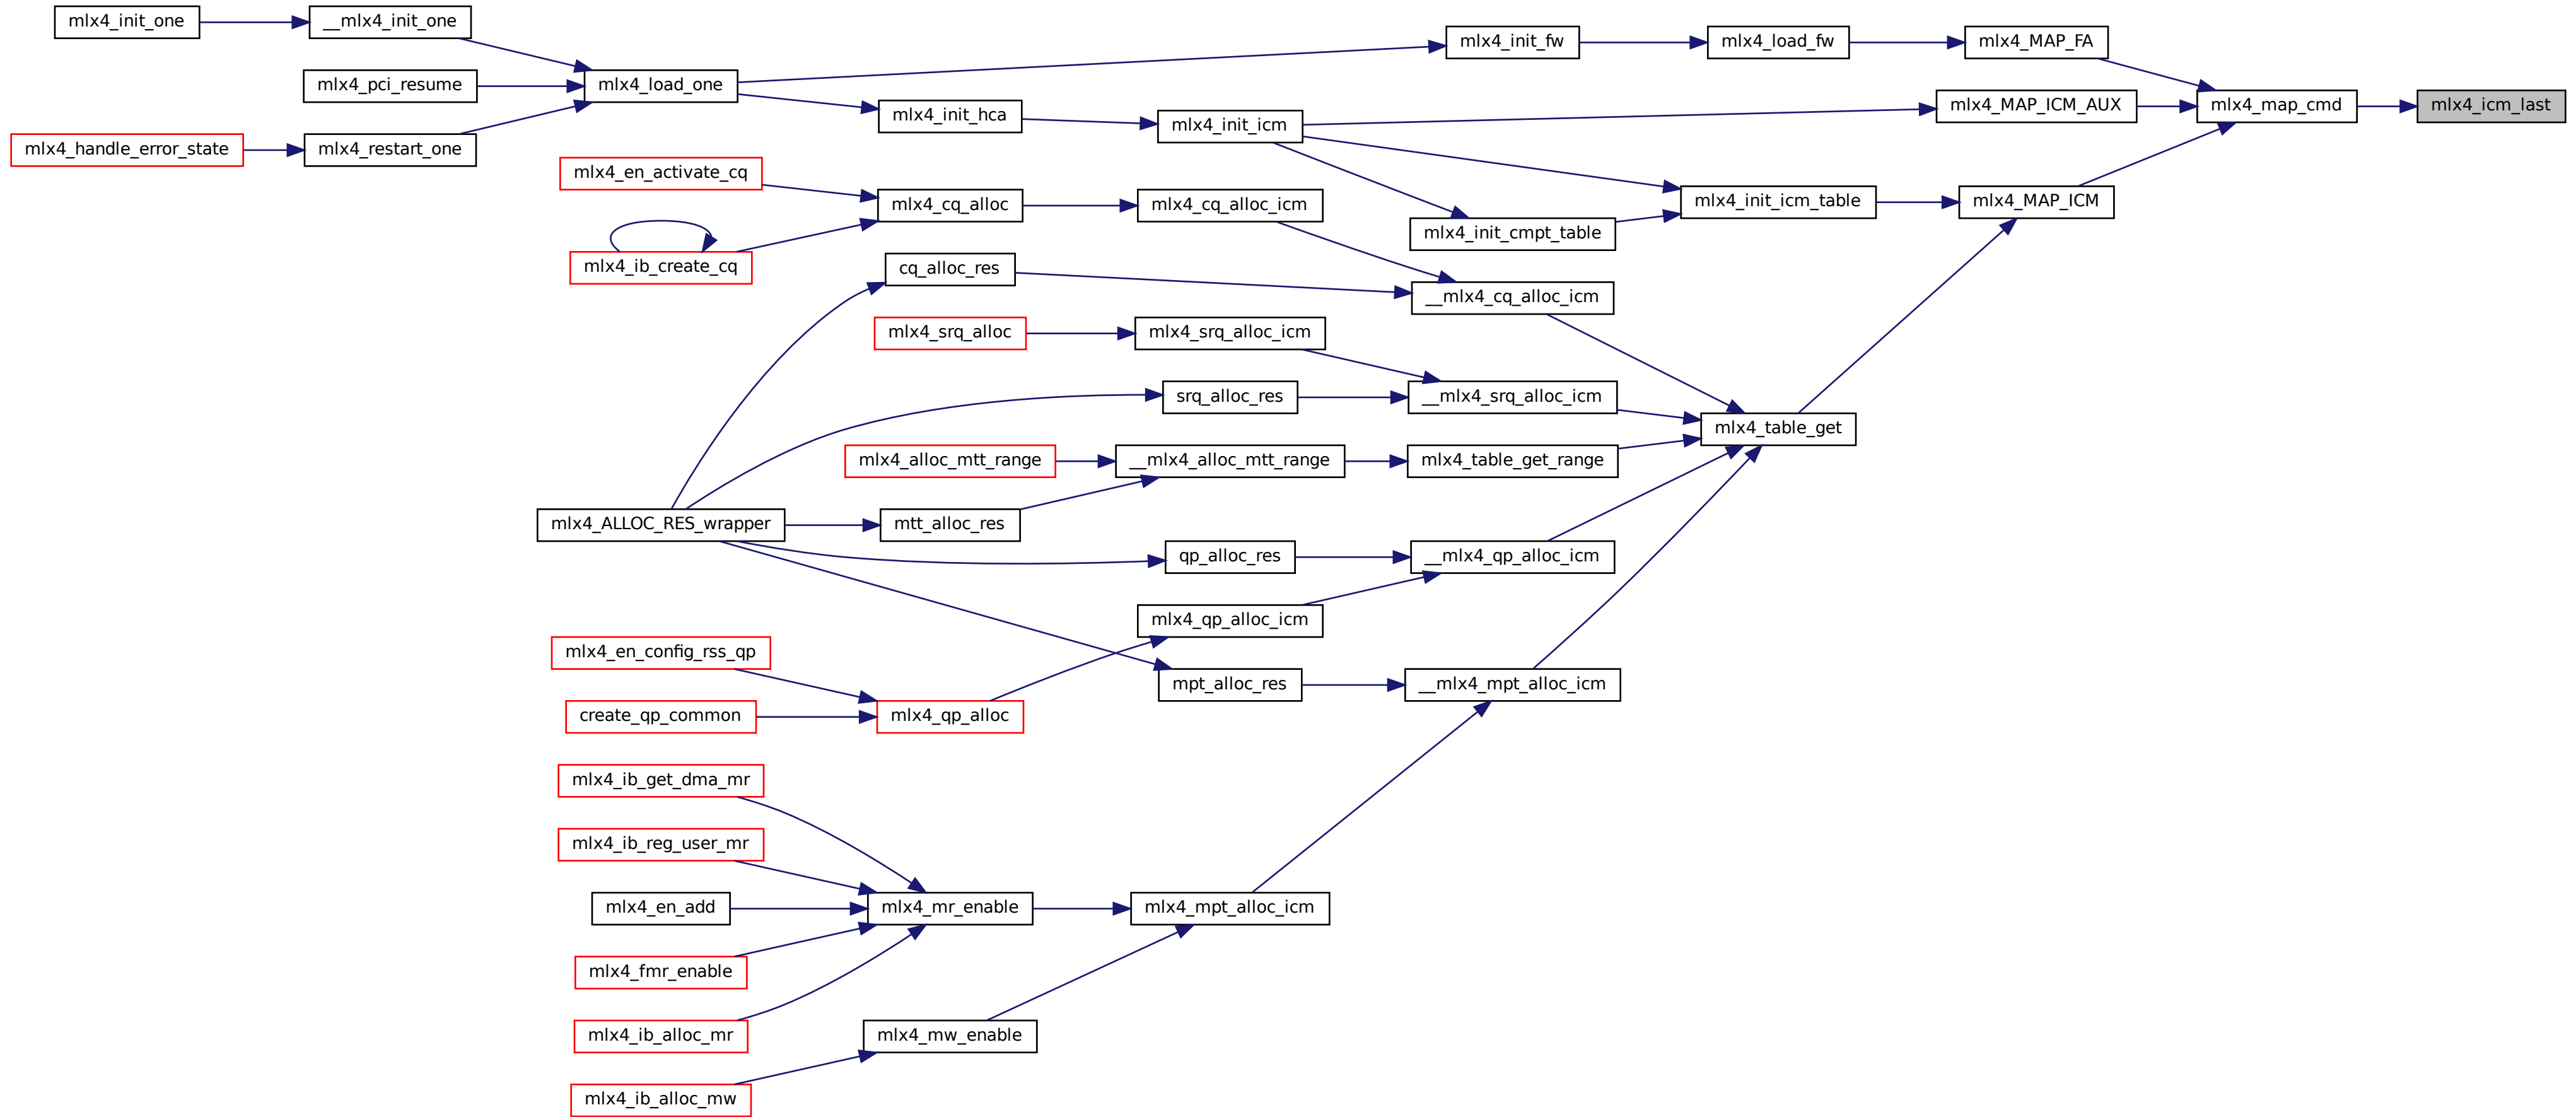 mlx4_init_one
__mlx4_init_one
mlx4_init_fw
mlx4_load_fw
mlx4_MAP_FA
mlx4_pci_resume
mlx4_load_one
mlx4_init_hca
mlx4_init_icm
mlx4_MAP_ICM_AUX
mlx4_map_cmd
mlx4_icm_last
mlx4_handle_error_state
mlx4_restart_one
mlx4_en_activate_cq
mlx4_cq_alloc
mlx4_cq_alloc_icm
mlx4_init_cmpt_table
mlx4_init_icm_table
mlx4_MAP_ICM
mlx4_ib_create_cq
cq_alloc_res
__mlx4_cq_alloc_icm
mlx4_srq_alloc
mlx4_srq_alloc_icm
srq_alloc_res
__mlx4_srq_alloc_icm
mlx4_table_get
mlx4_alloc_mtt_range
__mlx4_alloc_mtt_range
mlx4_table_get_range
mlx4_ALLOC_RES_wrapper
mtt_alloc_res
qp_alloc_res
__mlx4_qp_alloc_icm
mlx4_qp_alloc_icm
mlx4_en_config_rss_qp
mpt_alloc_res
__mlx4_mpt_alloc_icm
create_qp_common
mlx4_qp_alloc
mlx4_ib_get_dma_mr
mlx4_ib_reg_user_mr
mlx4_en_add
mlx4_mr_enable
mlx4_mpt_alloc_icm
mlx4_fmr_enable
mlx4_ib_alloc_mr
mlx4_mw_enable
mlx4_ib_alloc_mw